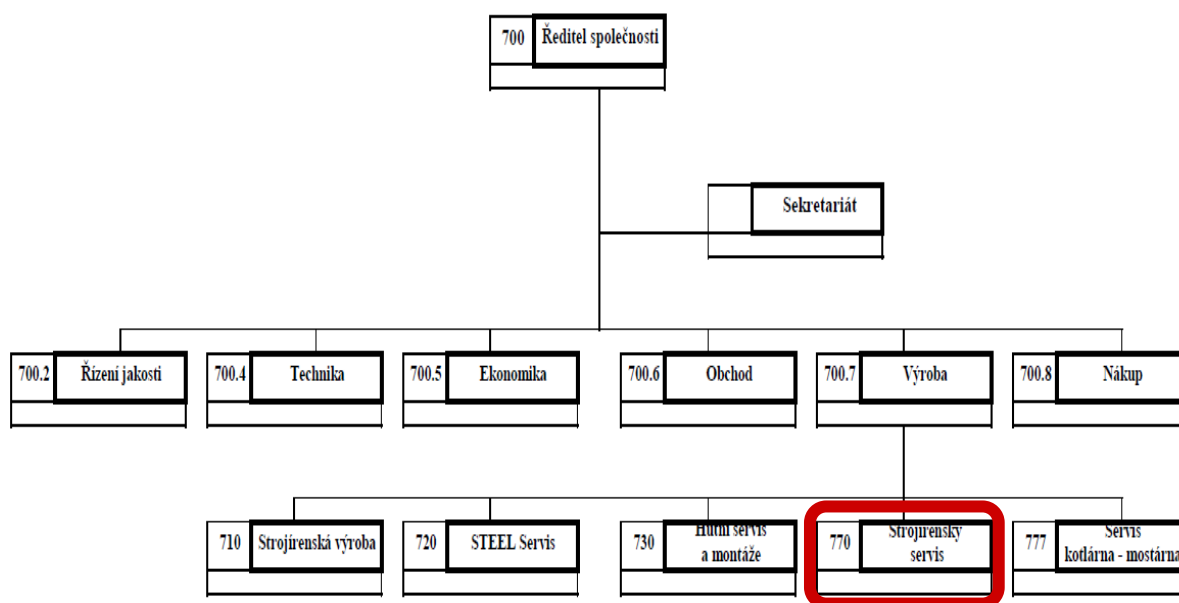 700 Ředitel společnosti
Sekretariát
700.2 Řízení jakosti 700.4 Technika 700.5 Ekonomika 700.6 Obchod 700.7 Výroba 700.8 Nákup
710 Strojírenská výroba 720 STEEL Servis 730 Hutní servis
a montáže
770 Strojírenský
servis
777 Servis
kotlárna - mostárna